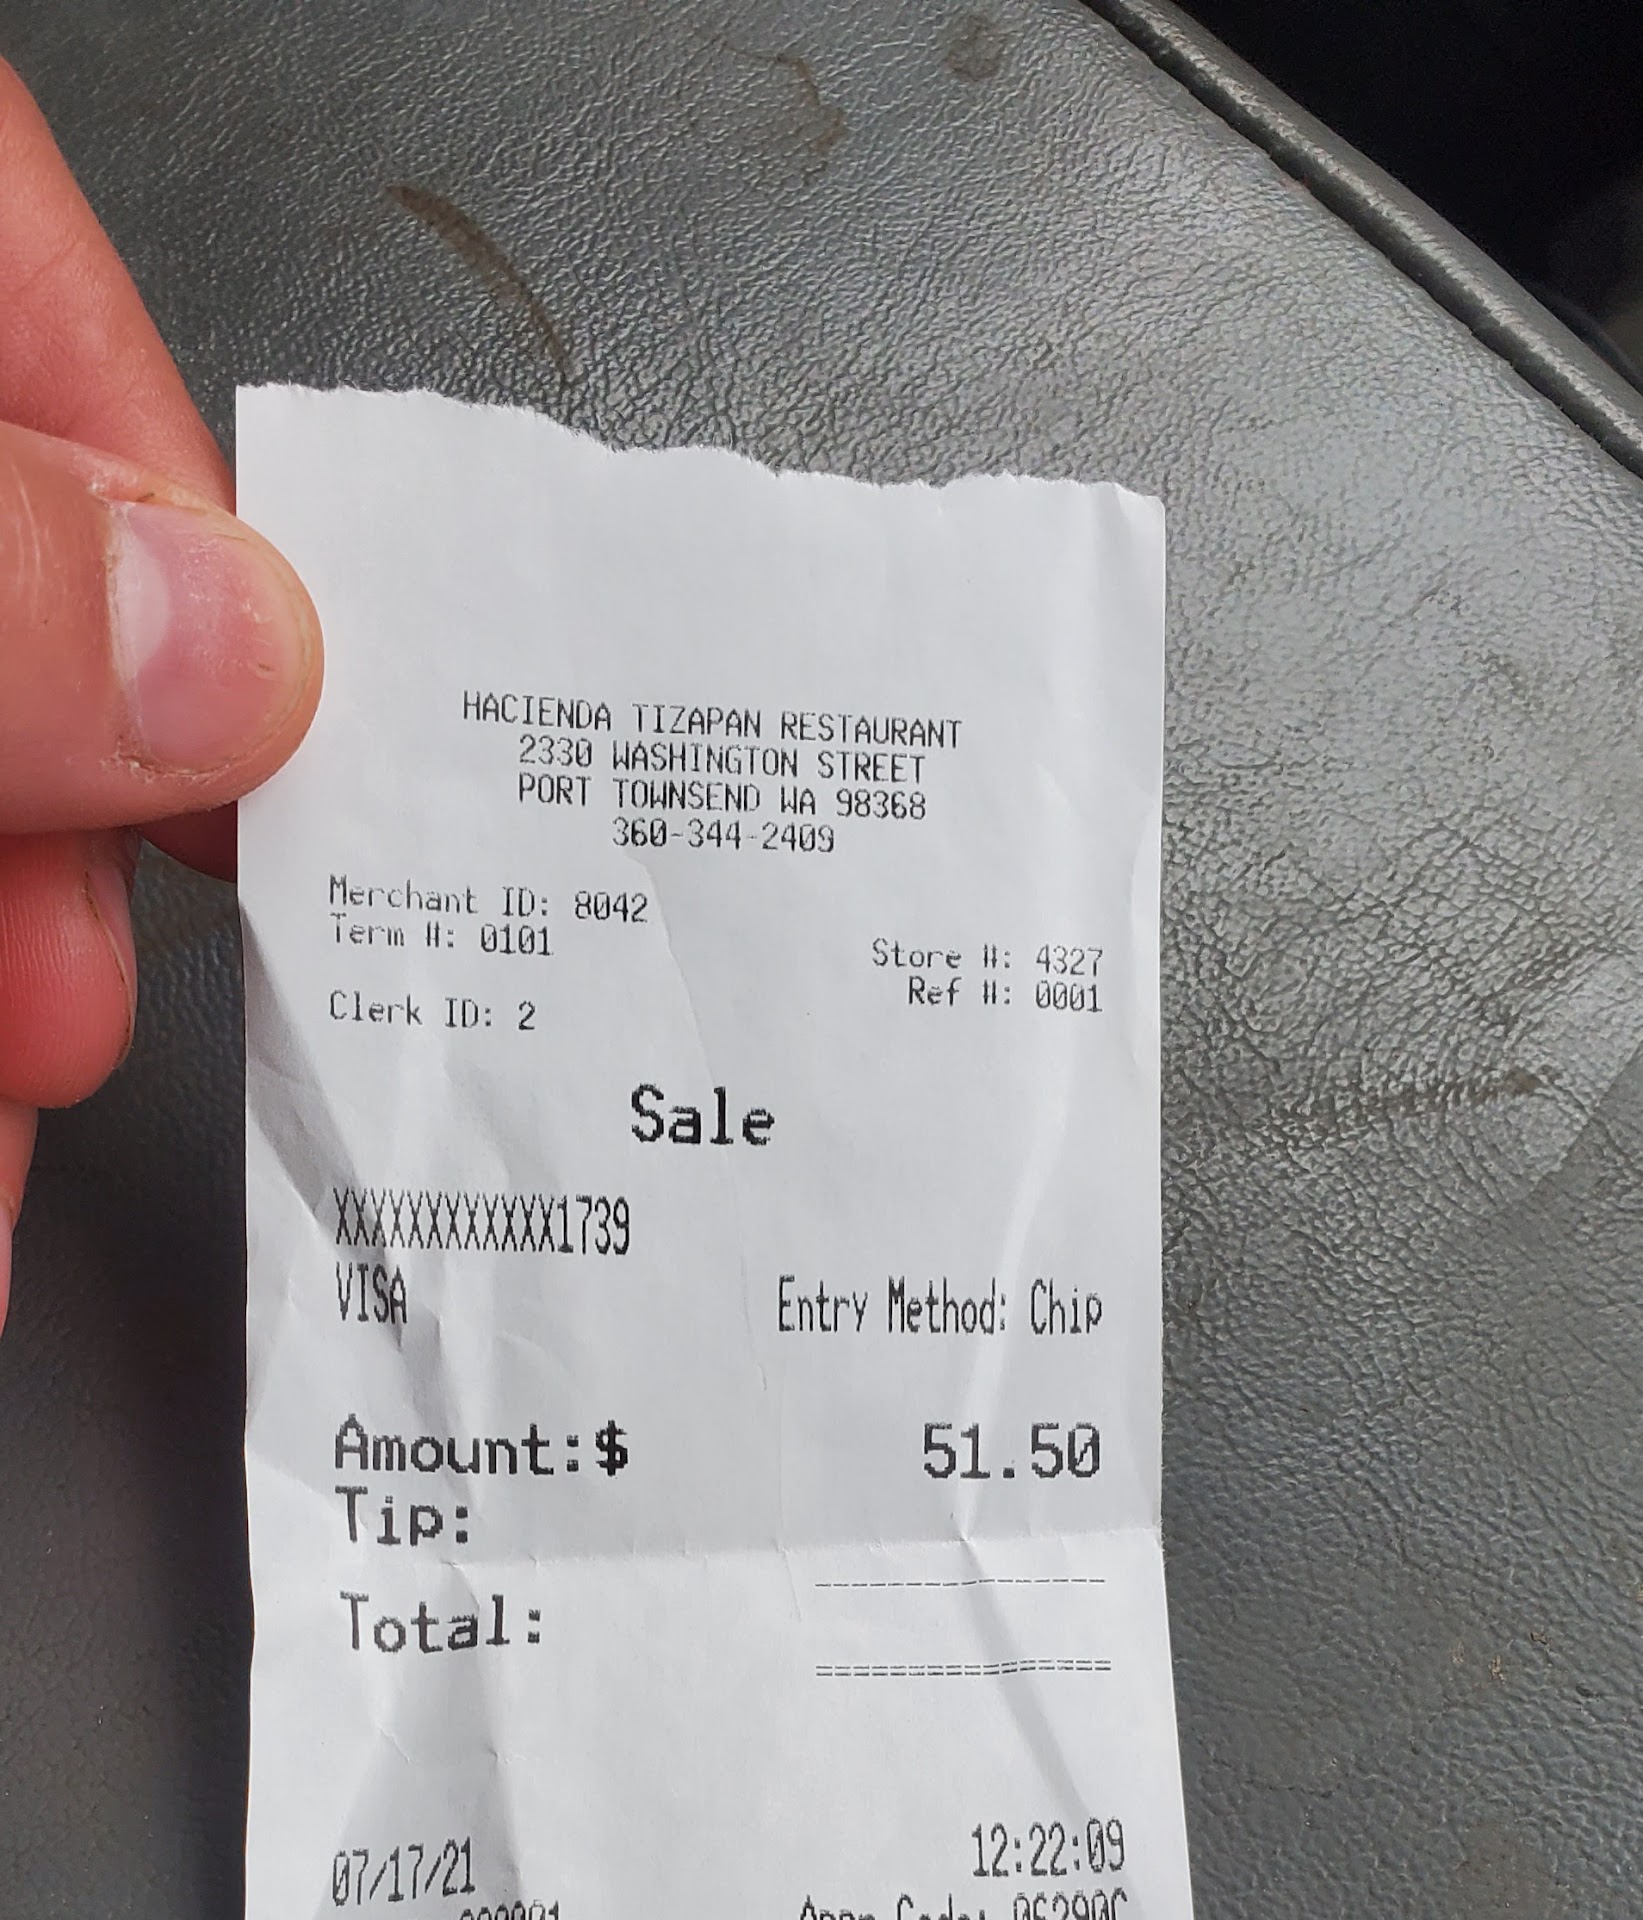 HACIENDA TIZAPAN RESTAURANT
2330 WASHINGTON STREET
PORT TOWNSEND WA 98368
360-344-2409
Merchant ID: 8042
Term #: 0101
Store #: 4327
Ref #: 0001
Clerk ID: 2
Sale
XXXXXXXXXXXX1739
VISA
Entry Method: Chip
Amount:$ 51.50
Tip:
Total:
07/17/21 12:22:09